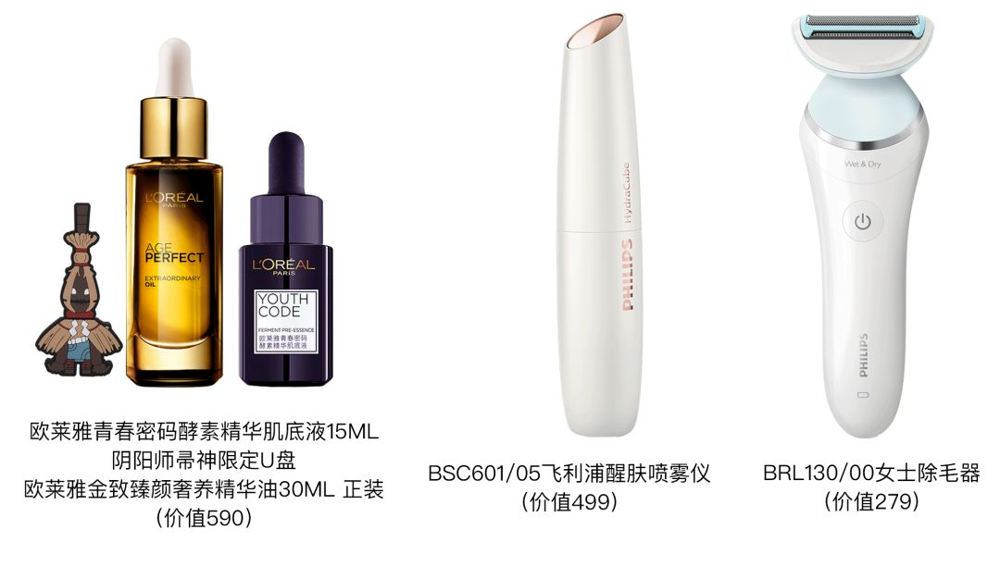 L'ORÉAL
PARIS
AGE
PERFECT
EXTRAORDINARY
OIL
L'ORÉAL
PARIS
YOUTH
CODE
FERMENT PRE-ESSENCE
欧莱雅青春密码
酵素精华肌底液
欧莱雅青春密码酵素精华肌底液15ML
阴阳师帚神限定U盘
欧莱雅金致臻颜奢养精华油30ML 正装
(价值590)
PHILIPS HydraCube
BSC601/05飞利浦醒肤喷雾仪
(价值499)
Wet & Dry
PHILIPS
BRL130/00女士除毛器
(价值279)